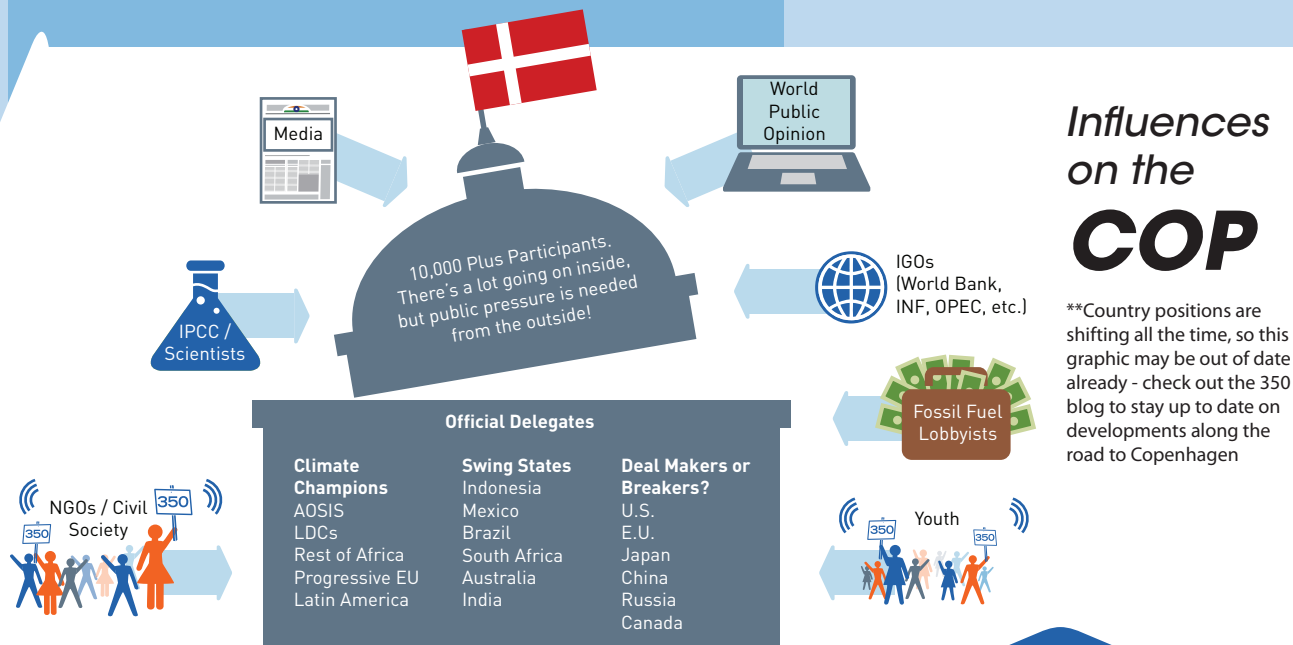 Media
World
Public
Opinion
Influences
on the
COP
**Country positions are
shifting all the time, so this
graphic may be out of date
already - check out the 350
blog to stay up to date on
developments along the
road to Copenhagen
10,000 Plus Participants.
There's a lot going on inside,
but public pressure is needed
from the outside!
IPCC /
Scientists
IGOs
(World Bank,
INF, OPEC, etc.)
Fossil Fuel
Lobbyists
NGOs / Civil
Society
350
350
Official Delegates
Climate
Champions
AOSIS
LDCs
Rest of Africa
Progressive EU
Latin America
Swing States
Indonesia
Mexico
Brazil
South Africa
Australia
India
Deal Makers or
Breakers?
U.S.
E.U.
Japan
China
Russia
Canada
Youth
350
350